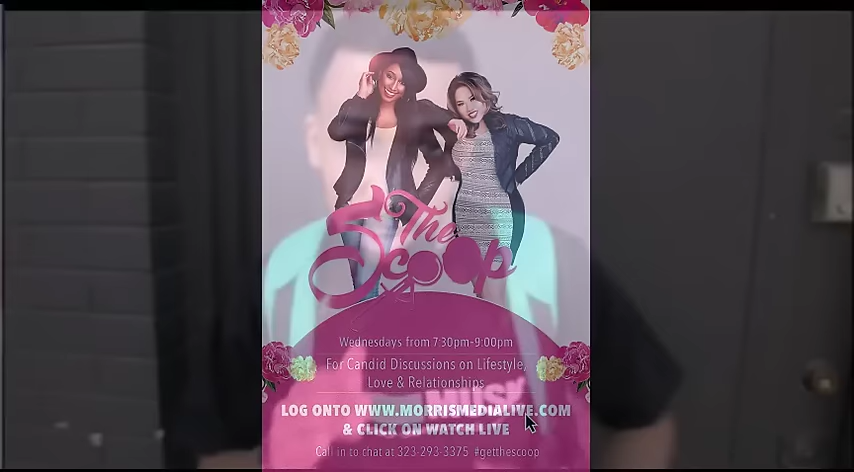 The
Scoop
Wednesdays from 7:30pm-9:00pm
For Candid Discussions on Lifestyle,
Love & Relationships
MUSK
LOG ONTO WWW.MORRISMEDIALIVE.COM
& CLICK ON WATCH LIVE
Call in to chat at 323-293-3375 #getthescoop